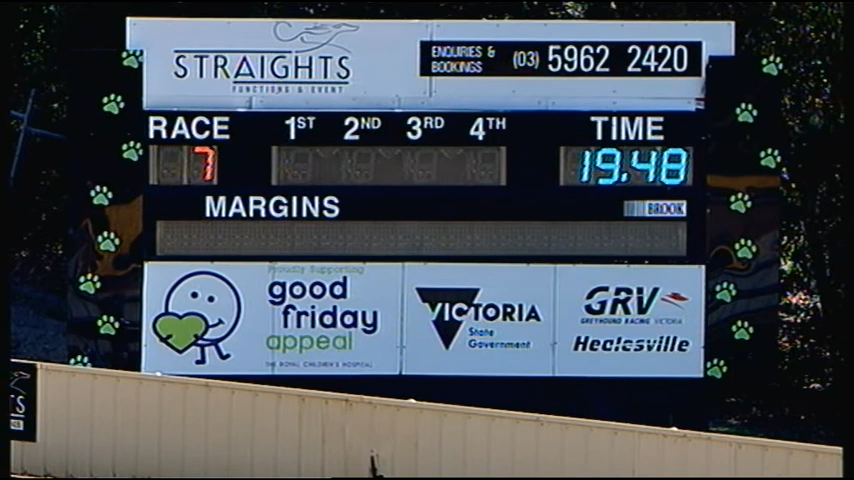 STRAIGHTS
FUNCTIONS & EVENT
ENQUIRIES & BOOKINGS (03) 5962 2420
RACE 1ST 2ND 3RD 4TH TIME
7 19.48
MARGINS
BROOK
Proudly Supporting
good
friday
appeal
THE ROYAL CHILDREN'S HOSPITAL
VICTORIA
State
Government
GRV
GREYHOUND RACING VICTORIA
Healesville